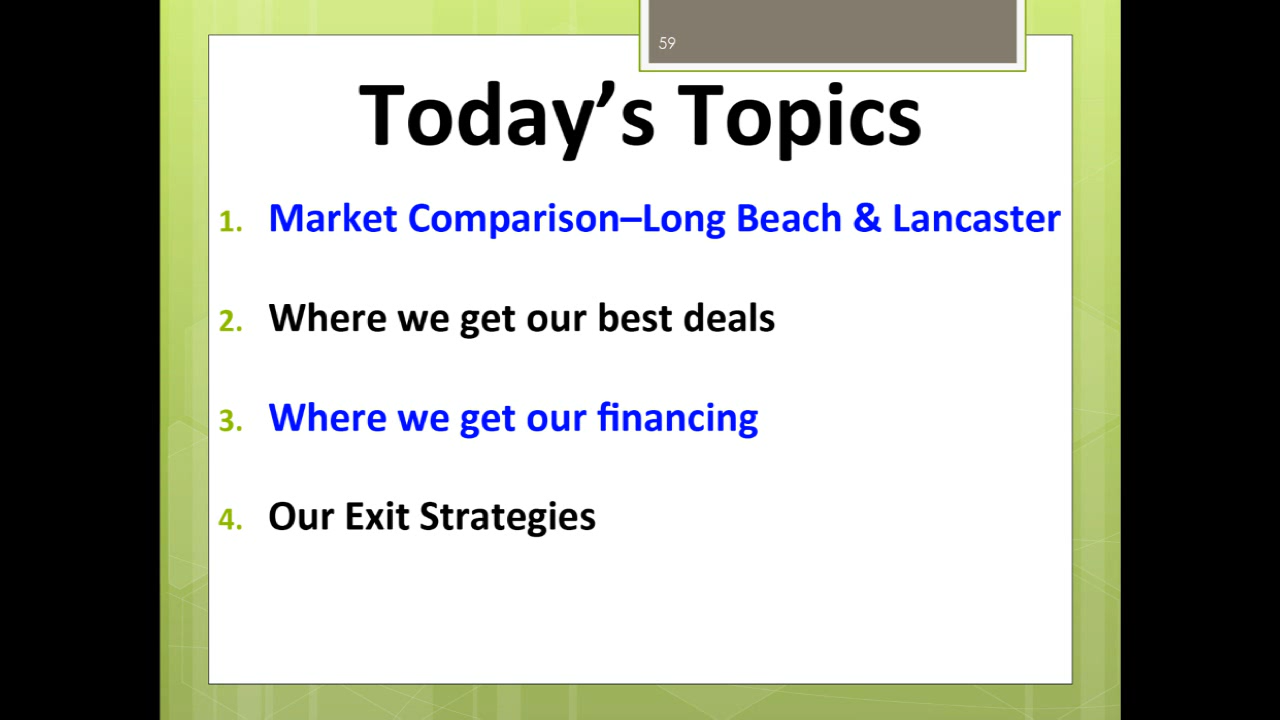 59
Today’s Topics
1. Market Comparison–Long Beach & Lancaster
2. Where we get our best deals
3. Where we get our financing
4. Our Exit Strategies